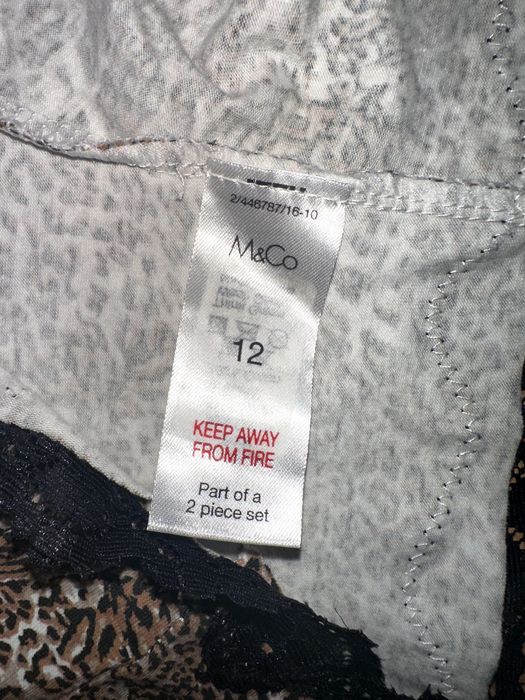 2/446787/16-10
M&Co
12
KEEP AWAY
FROM FIRE
Part of a
2 piece set